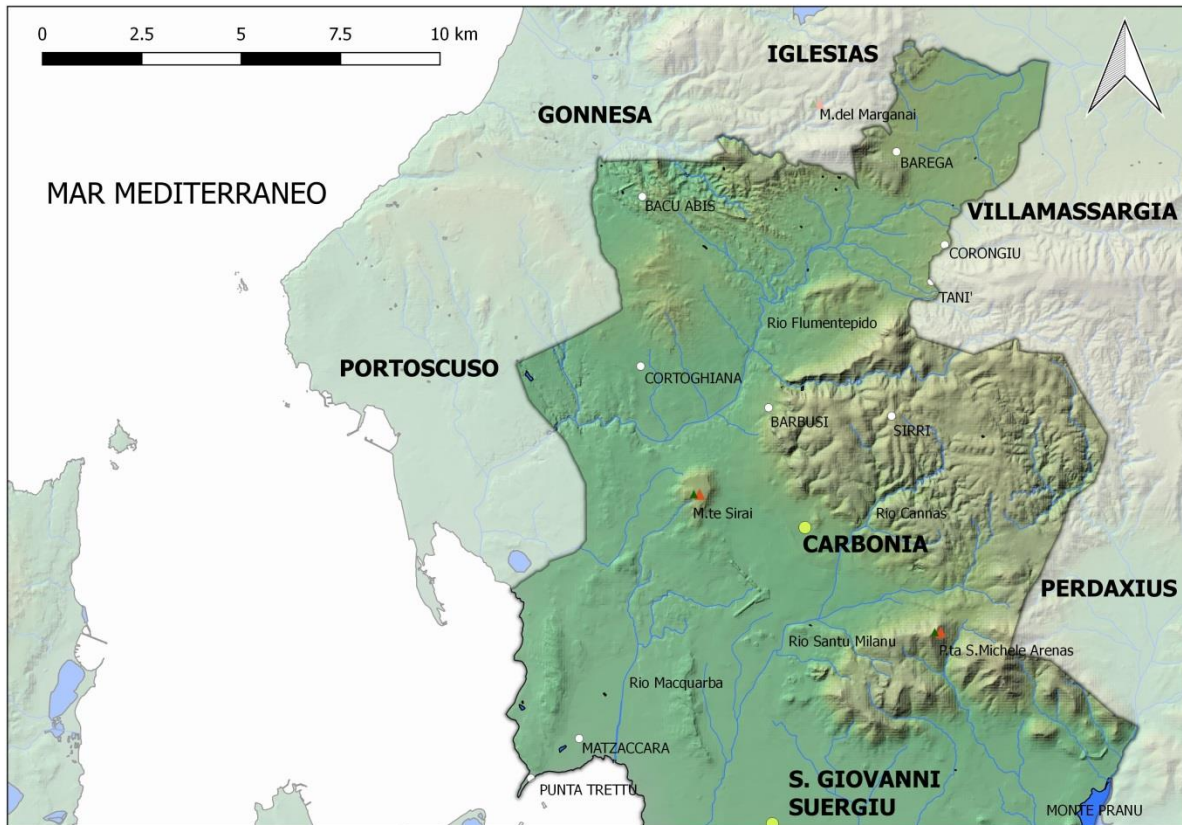 0 2.5 5 7.5 10 km
IGLESIAS
M.del Marganai
GONNESA
BAREGA
MAR MEDITERRANEO
BACU ABIS
VILLAMASSARGIA
CORONGIU
TANI'
Rio Flumentepido
PORTOSCUSO
CORTOGHIANA
BARBUSI
SIRRI
M.te Sirai
Rio Cannas
CARBONIA
PERDAXIUS
Rio Santu Milanu
P.ta S.Michele Arenas
Rio Macquarba
MATZACCARA
PUNTA TRETTU
S. GIOVANNI
SUERGIU
MONTE PRANU